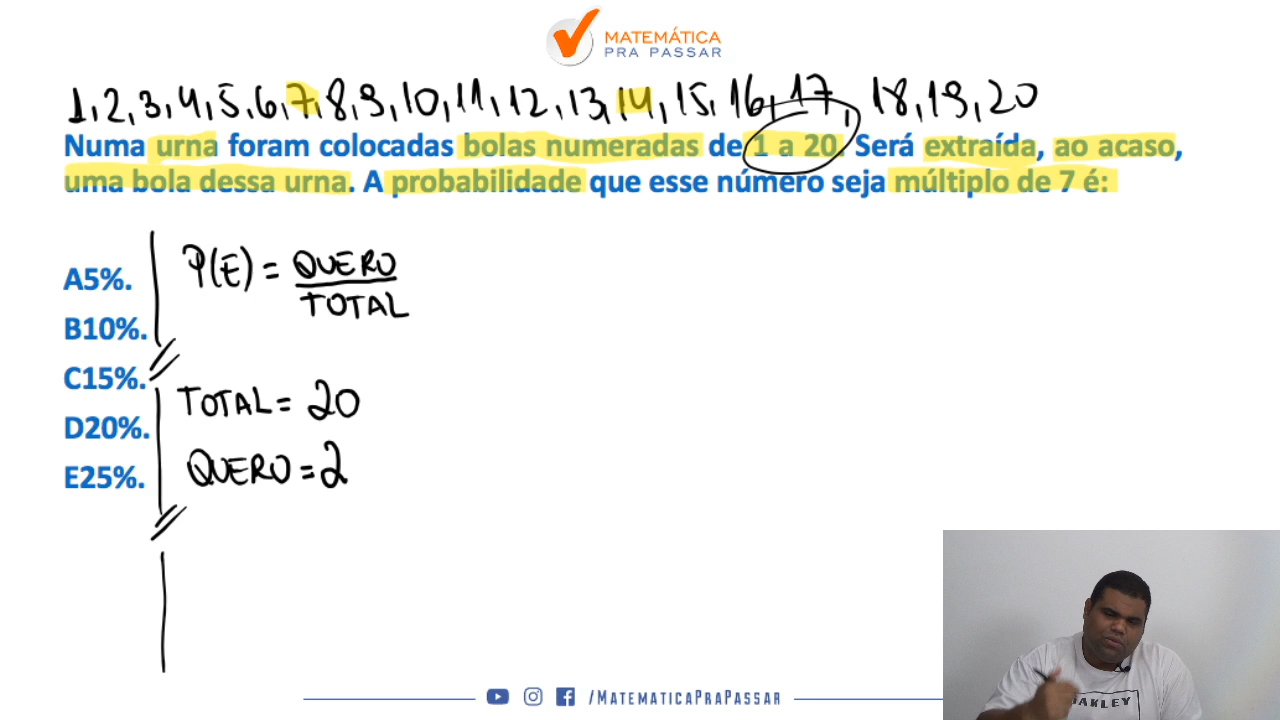 MATEMÁTICA
PRA PASSAR
1, 2, 3, 4, 5, 6, 7, 8, 9, 10, 11, 12, 13, 14, 15, 16, 17, 18, 19, 20
Numa urna foram colocadas bolas numeradas de 1 a 20. Será extraída, ao acaso,
uma bola dessa urna. A probabilidade que esse número seja múltiplo de 7 é:
A5%.
B10%.
C15%.
D20%.
E25%.
P(E) = QUERO
TOTAL
TOTAL = 20
QUERO = 2
OAKLEY
/MATEMATICAPRAPASSAR